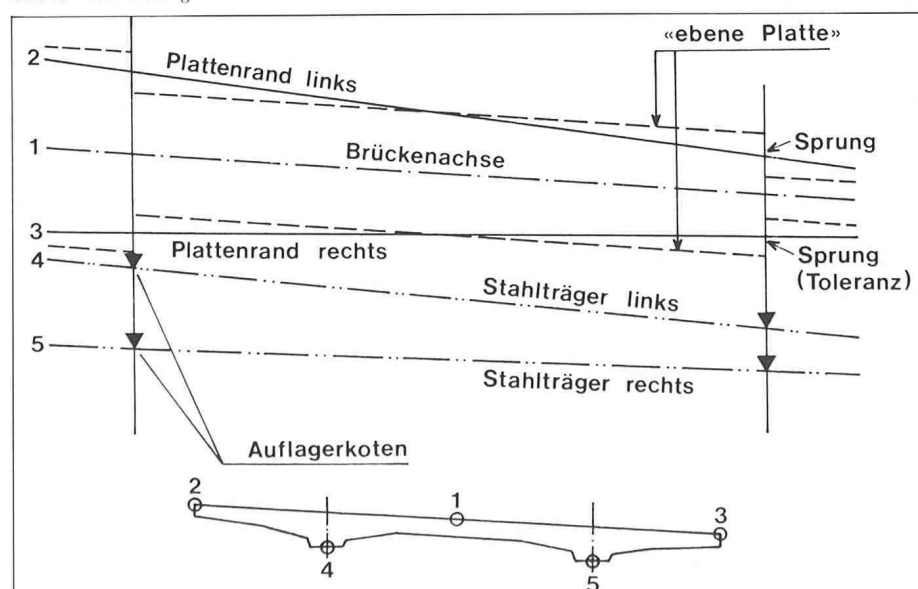 «ebene Platte»
2
Plattenrand links
Sprung
1
Brückenachse
3
Plattenrand rechts
Sprung
(Toleranz)
4
Stahlträger links
5
Stahlträger rechts
Auflagerkoten
2
1
3
4
5